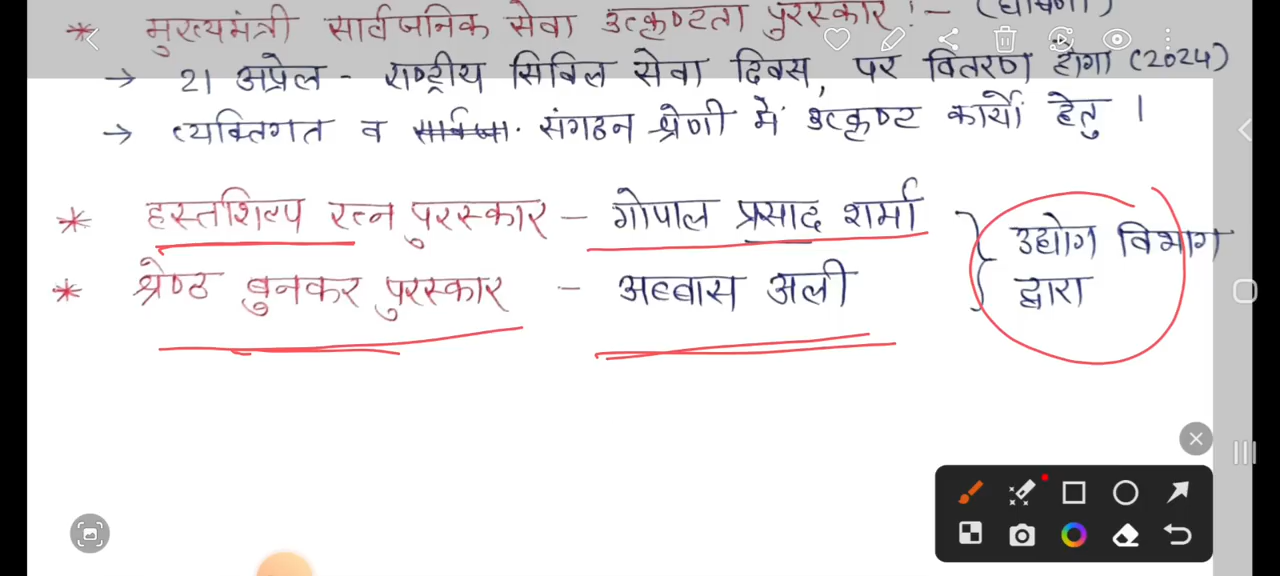 * मुख्यमंत्री सार्वजनिक सेवा उत्कृष्टता पुरस्कार :- (घोषणा)
→ 21 अप्रेल - राष्ट्रीय सिविल सेवा दिवस, पर वितरण होगा (2024)
→ व्यक्तिगत व संगठन श्रेणी में उत्कृष्ट कार्यो हेतु ।
* हस्तशिल्प रत्न पुरस्कार - गोपाल प्रसाद शर्मा
* श्रेष्ठ बुनकर पुरस्कार - अब्बास अली
} उद्योग विभाग
द्वारा